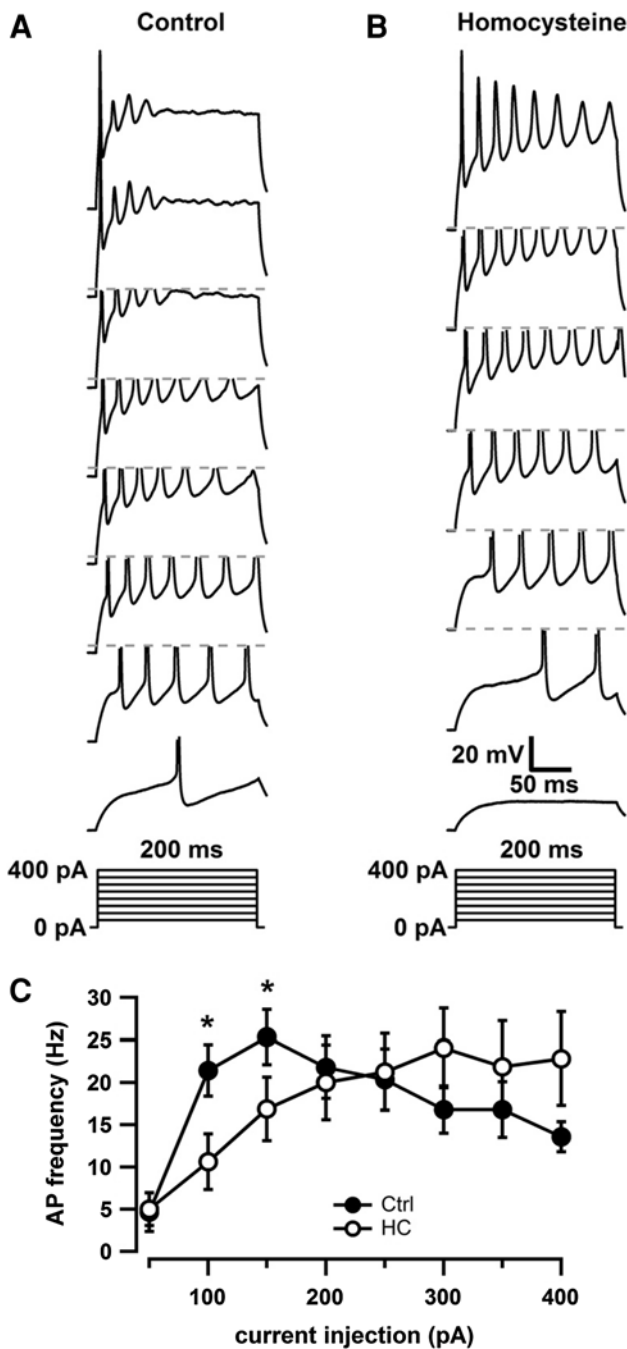 A Control
B Homocysteine
20 mV
50 ms
200 ms
400 pA
0 pA
200 ms
400 pA
0 pA
C
* *
30
25
20
15
10
5
0
AP frequency (Hz)
Ctrl
HC
100 200 300 400
current injection (pA)